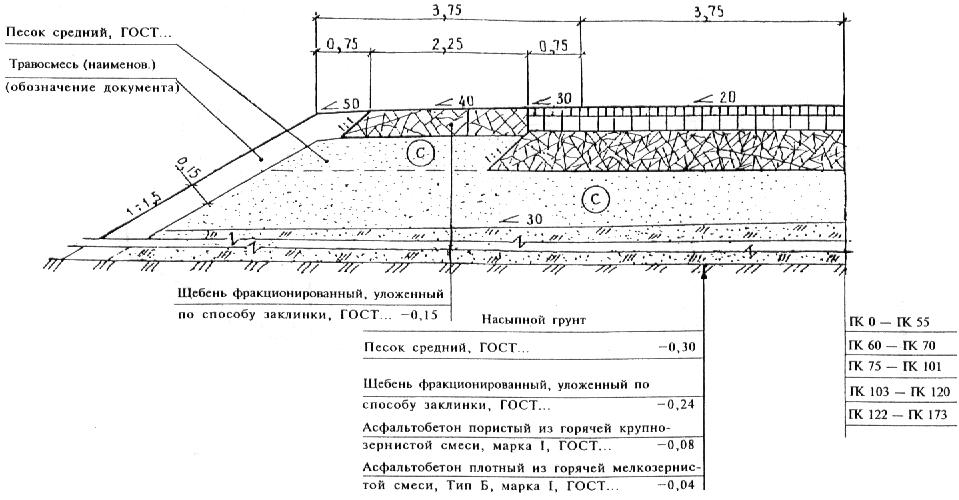 3,75
3,75
Песок средний, ГОСТ...
0,75
2,25
0,75
Травосмесь (наименов.)
(обозначение документа)
50
40
30
20
1:1
С
1:1
0,15
С
1:1,5
30
Щебень фракционированный, уложенный
по способу заклинки, ГОСТ... −0,15
Насыпной грунт
Песок средний, ГОСТ... −0,30
Щебень фракционированный, уложенный по
способу заклинки, ГОСТ... −0,24
Асфальтобетон пористый из горячей крупно-
зернистой смеси, марка I, ГОСТ... −0,08
Асфальтобетон плотный из горячей мелкозернис-
той смеси, Тип Б, марка I, ГОСТ... −0,04
ПК 0 — ПК 55
ПК 60 — ПК 70
ПК 75 — ПК 101
ПК 103 — ПК 120
ПК 122 — ПК 173